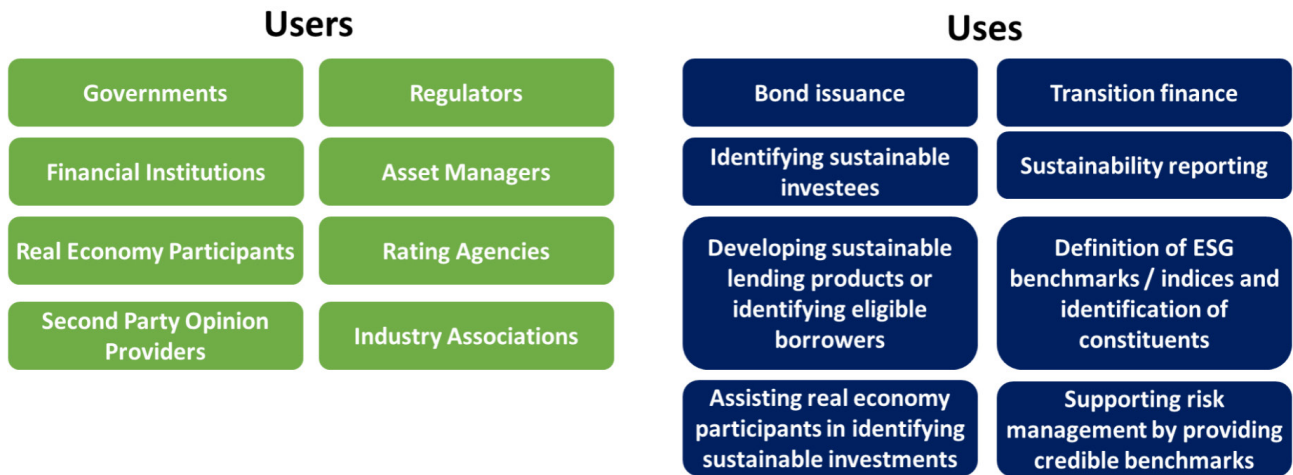 Users
Governments
Regulators
Financial Institutions
Asset Managers
Real Economy Participants
Rating Agencies
Second Party Opinion
Providers
Industry Associations
Uses
Bond issuance
Transition finance
Identifying sustainable
investees
Sustainability reporting
Developing sustainable
lending products or
identifying eligible
borrowers
Definition of ESG
benchmarks / indices and
identification of
constituents
Assisting real economy
participants in identifying
sustainable investments
Supporting risk
management by providing
credible benchmarks